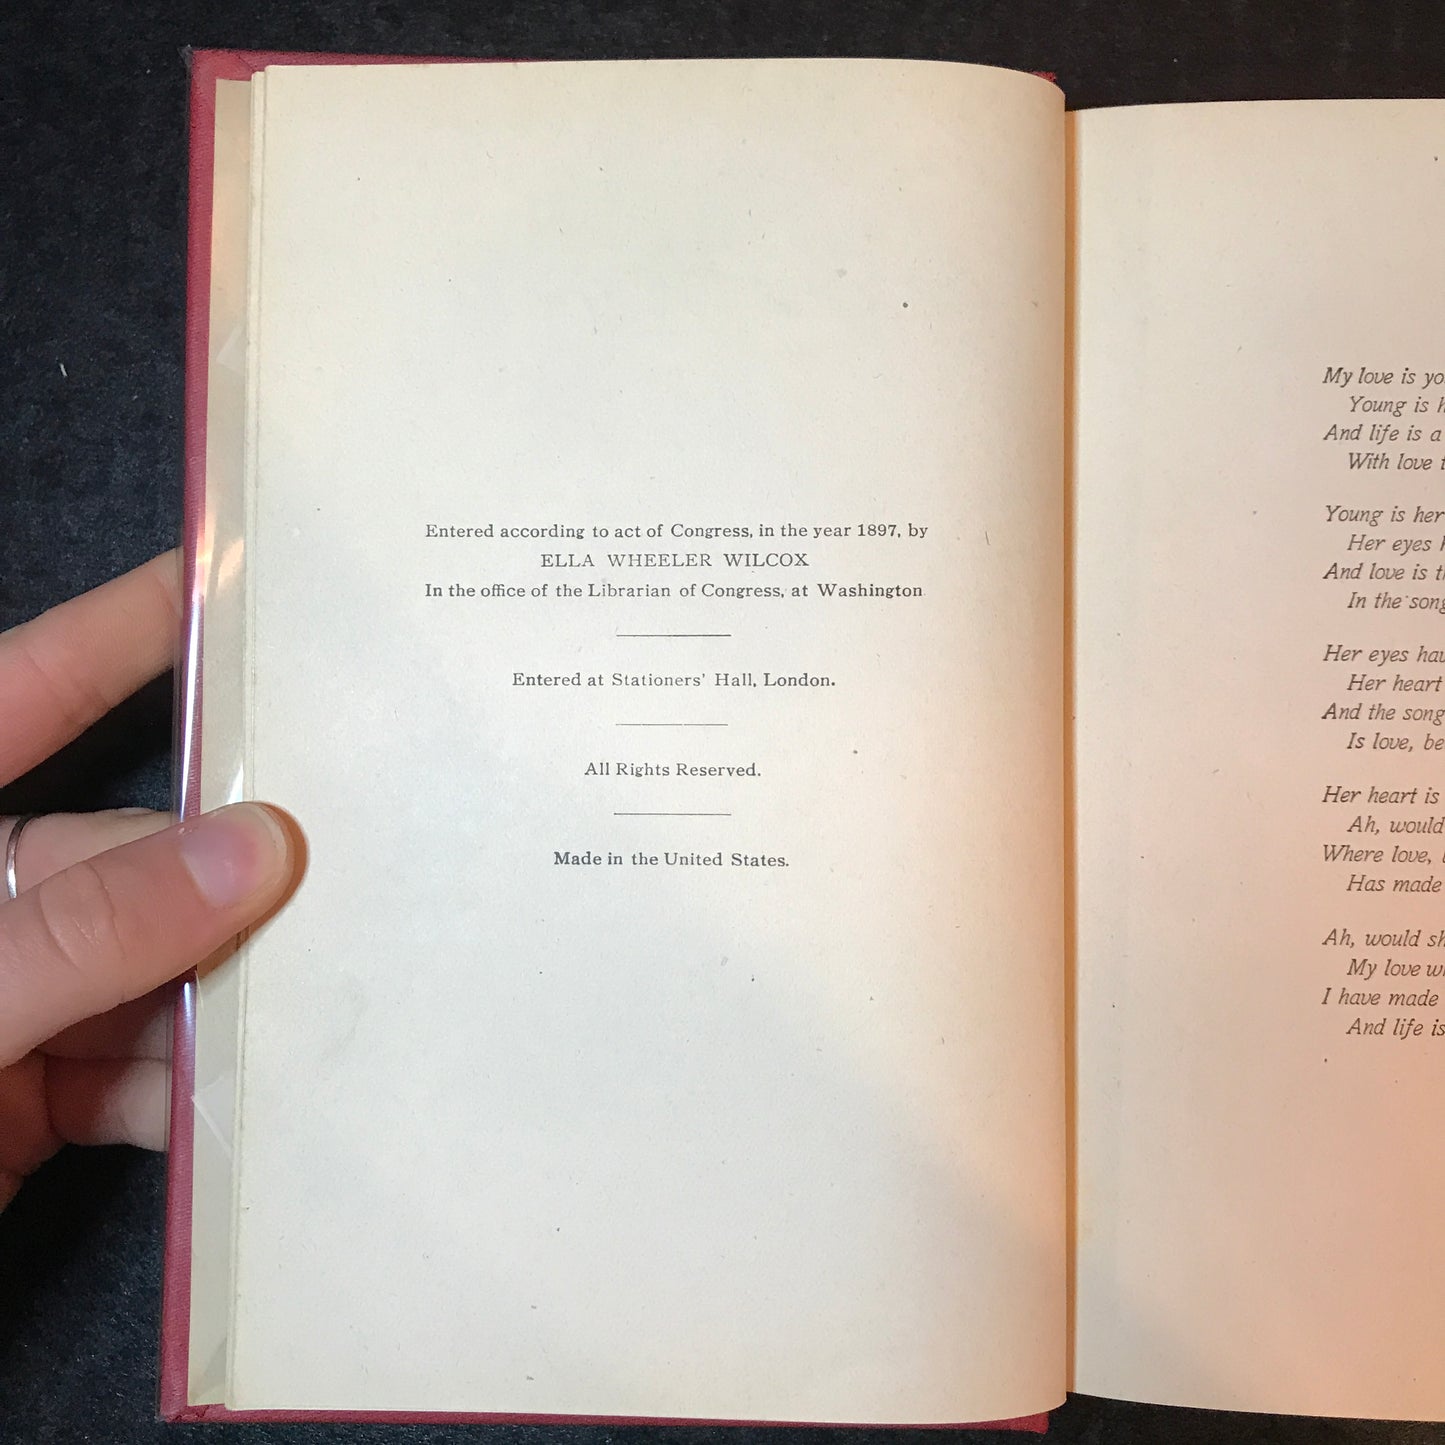 Entered according to act of Congress, in the year 1897, by
ELLA WHEELER WILCOX
In the office of the Librarian of Congress, at Washington
Entered at Stationers' Hall, London.
All Rights Reserved.
Made in the United States.
My love is
Young is
And life is a
With love
Young is her
Her eyes
And love is
In the song
Her eyes
Her heart
And the song
Is love,
Her heart is
Ah, would
Where love,
Has made
Ah, would
My love
I have made
And life is